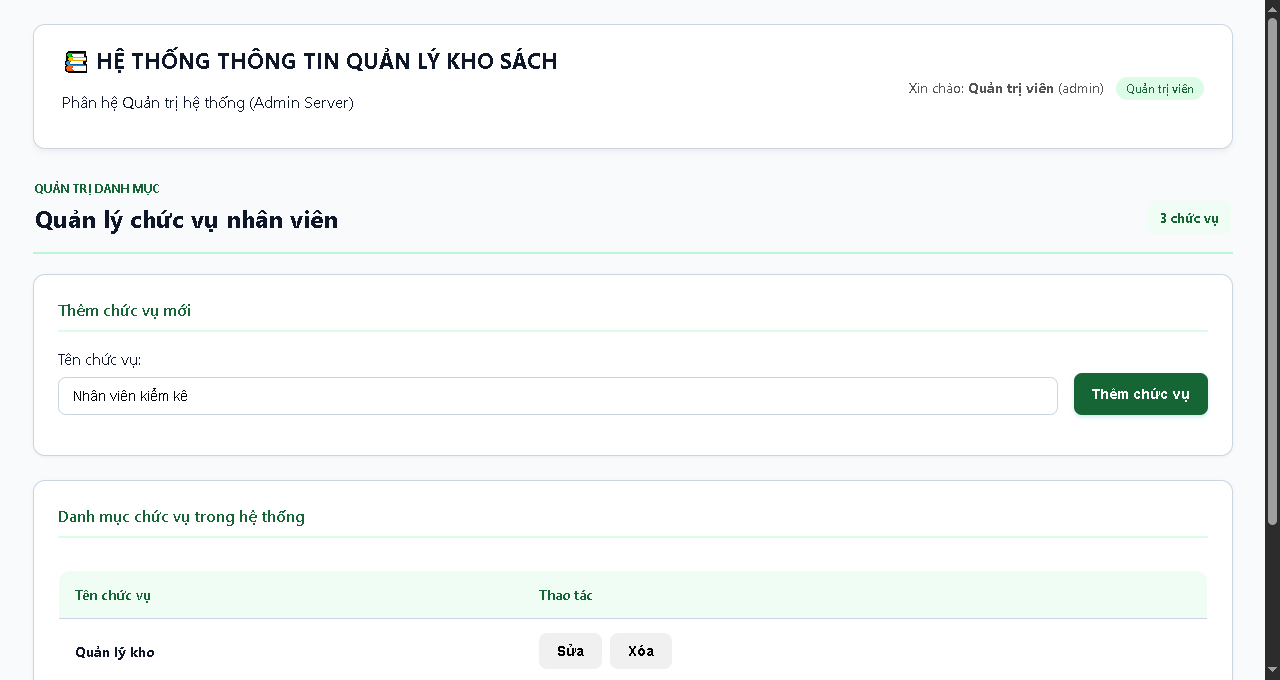 HỆ THỐNG THÔNG TIN QUẢN LÝ KHO SÁCH
Phân hệ Quản trị hệ thống (Admin Server)
Xin chào: Quản trị viên (admin)
Quản trị viên
QUẢN TRỊ DANH MỤC
Quản lý chức vụ nhân viên
3 chức vụ
Thêm chức vụ mới
Tên chức vụ:
Nhân viên kiểm kê
Thêm chức vụ
Danh mục chức vụ trong hệ thống
Tên chức vụ
Thao tác
Quản lý kho
Sửa
Xóa